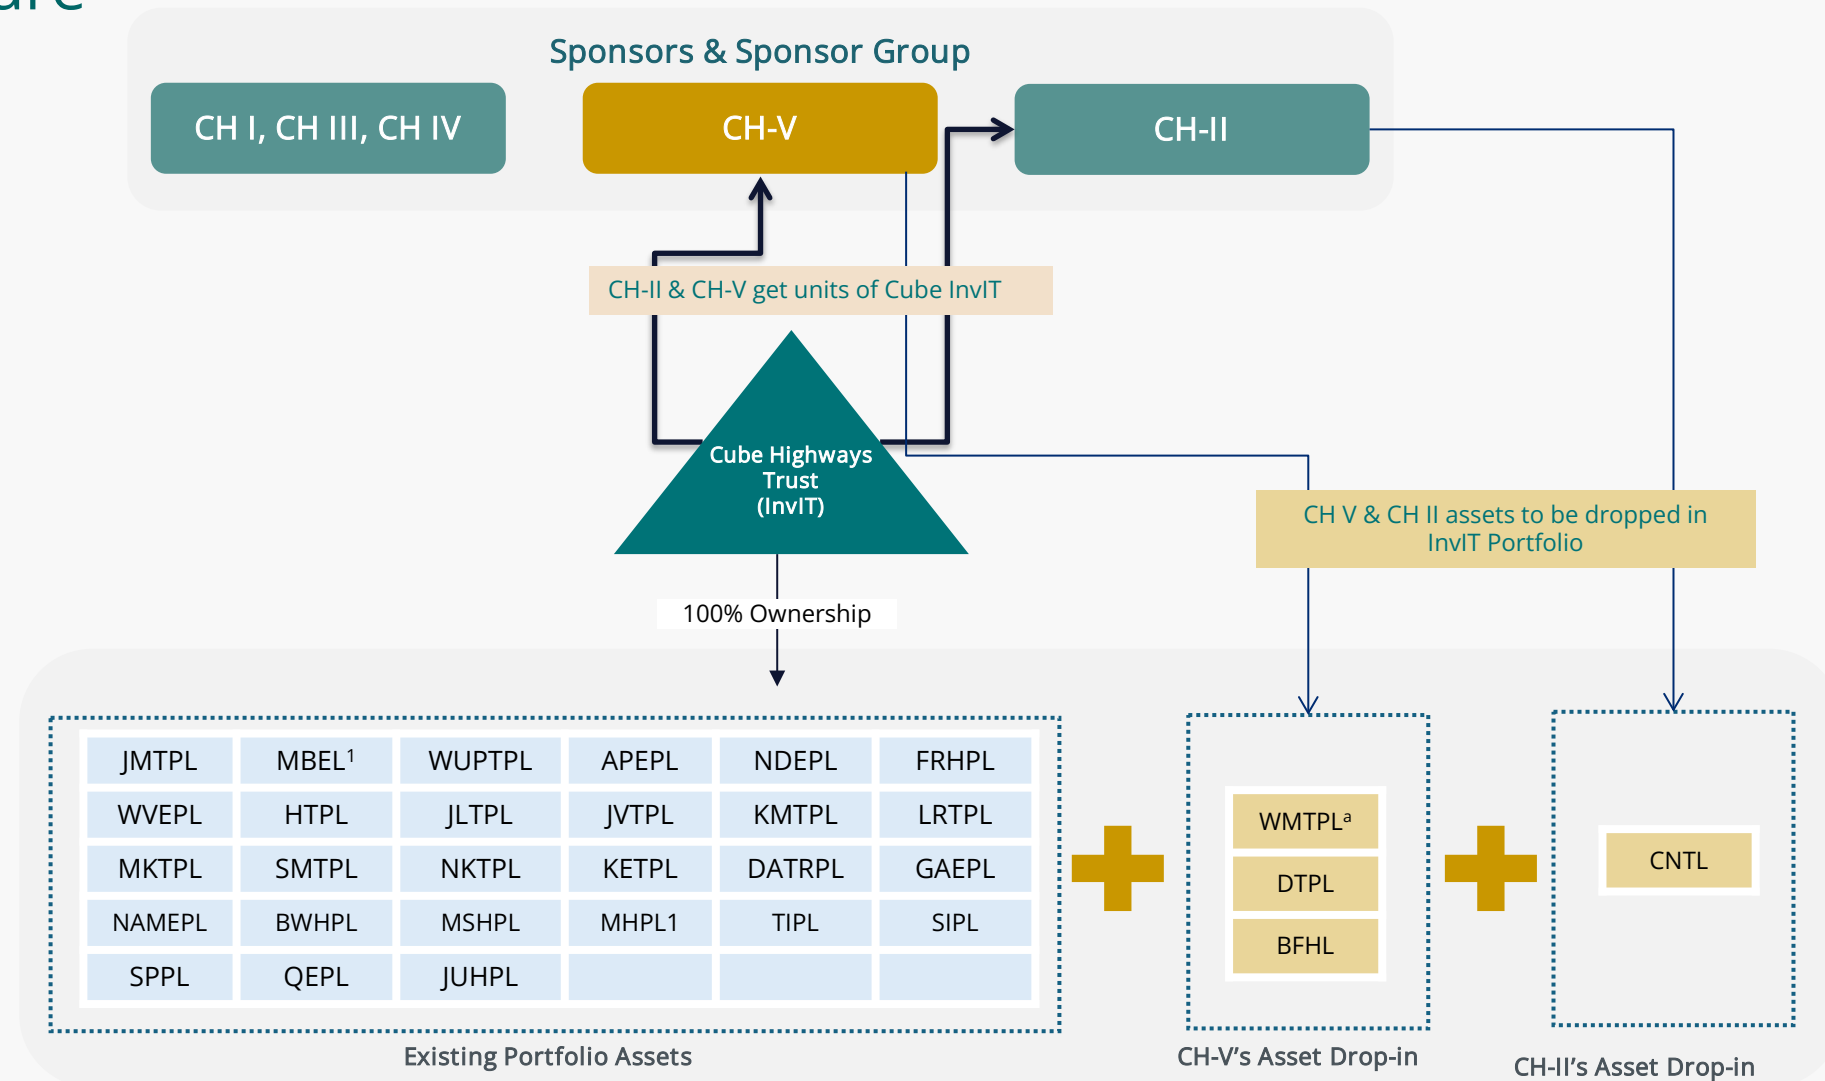 Sponsors & Sponsor Group
CH I, CH III, CH IV
CH-V
CH-II
CH-II & CH-V get units of Cube InvIT
Cube Highways
Trust
(InvIT)
CH V & CH II assets to be dropped in
InvIT Portfolio
100% Ownership
JMTPL MBEL¹ WUPTPL APEPL NDEPL FRHPL
WVEPL HTPL JLTPL JVTPL KMTPL LRTPL
MKTPL SMTPL NKTPL KETPL DATRPL GAEPL
NAMEPL BWHPL MSHPL MHPL1 TIPL SIPL
SPPL QEPL JUHPL
WMTPLᵃ
DTPL
BFHL
CNTL
Existing Portfolio Assets
CH-V’s Asset Drop-in
CH-II’s Asset Drop-in